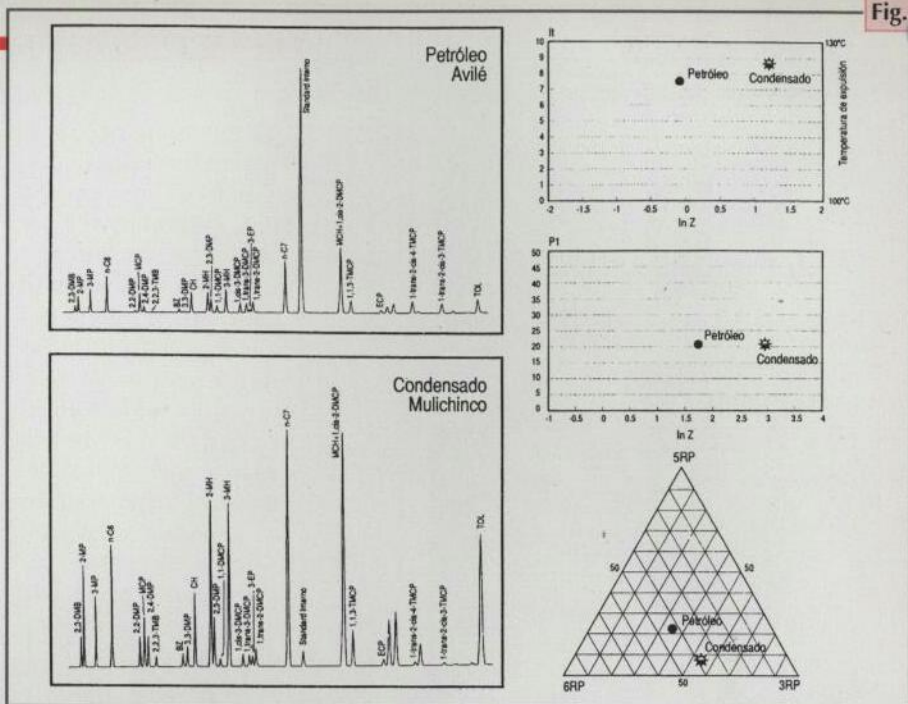 Fig.
Petróleo
Avilé
2,3-DMB
2-MP
3-MP
n-C6
2,2-DMP
MCP
2,4-DMP
2,2,3-TMB
BZ
3,3-DMP
CH
2-MH
2,3-DMP
1,1-DMCP
3-MH
1,cis-3-DMCP
1,trans-3-DMCP
3-EP
1,trans-2-DMCP
n-C7
Standard Interno
MCH+1,cis-2-DMCP
1,1,3-TMCP
ECP
1-trans-2-cis-4-TMCP
1-trans-2-cis-3-TMCP
TOL
Condensado
Mulichinco
2,3-DMB
2-MP
3-MP
n-C6
2,2-DMP
MCP
2,4-DMP
2,2,3-TMB
BZ
3,3-DMP
CH
2-MH
2,3-DMP
1,1-DMCP
3-MH
1,cis-3-DMCP
1,trans-3-DMCP
3-EP
1,trans-2-DMCP
n-C7
Standard Interno
MCH+1,cis-2-DMCP
1,1,3-TMCP
ECP
1-trans-2-cis-4-TMCP
1-trans-2-cis-3-TMCP
TOL
It
10
9
8
7
6
5
4
3
2
1
0
130°C
Temperatura de expulsión
100°C
Petróleo
Condensado
-2 -1.5 -1 -0.5 0 0.5 1 1.5 2
ln Z
P1
50
45
40
35
30
25
20
15
10
5
0
Petróleo
Condensado
-1 0 0.5 1 1.5 2 2.5 3 3.5 4
ln Z
5RP
50 50
Petróleo
Condensado
6RP 50 3RP